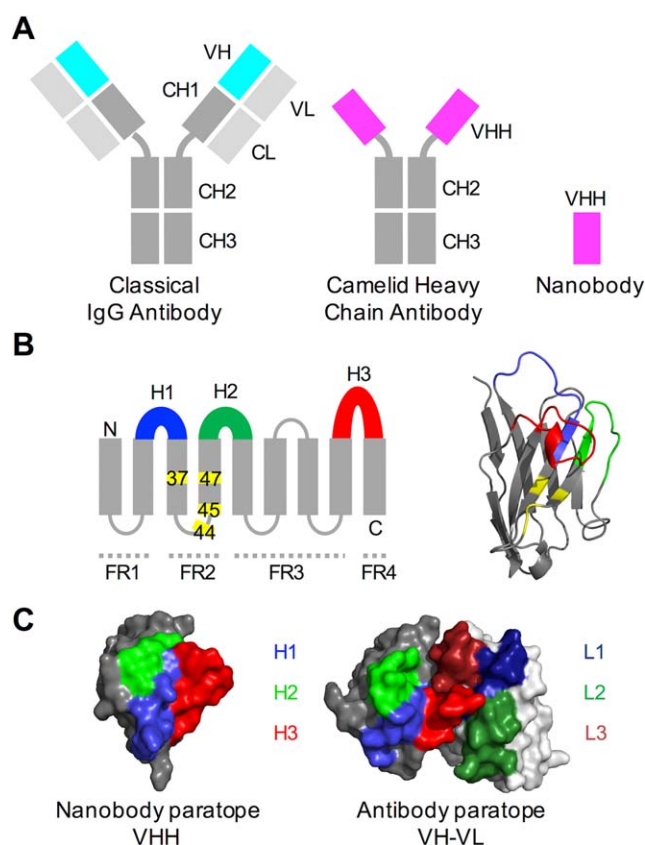 A
VH
CH1
VL
CL
CH2
CH3
Classical
IgG Antibody
VHH
CH2
CH3
Camelid Heavy
Chain Antibody
VHH
Nanobody
B
H1
H2
H3
N
37
47
45
44
C
FR1
FR2
FR3
FR4
C
H1
H2
H3
L1
L2
L3
Nanobody paratope
VHH
Antibody paratope
VH-VL